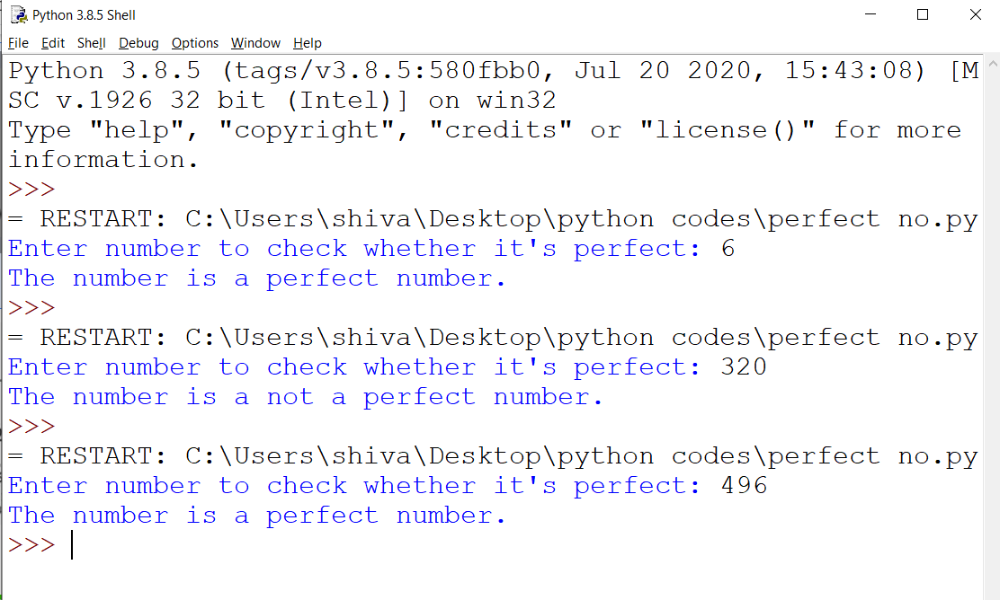 Python 3.8.5 Shell
File Edit Shell Debug Options Window Help
Python 3.8.5 (tags/v3.8.5:580fbb0, Jul 20 2020, 15:43:08) [M
SC v.1926 32 bit (Intel)] on win32
Type "help", "copyright", "credits" or "license()" for more
information.
>>>
= RESTART: C:\Users\shiva\Desktop\python codes\perfect no.py
Enter number to check whether it's perfect: 6
The number is a perfect number.
>>>
= RESTART: C:\Users\shiva\Desktop\python codes\perfect no.py
Enter number to check whether it's perfect: 320
The number is a not a perfect number.
>>>
= RESTART: C:\Users\shiva\Desktop\python codes\perfect no.py
Enter number to check whether it's perfect: 496
The number is a perfect number.
>>>